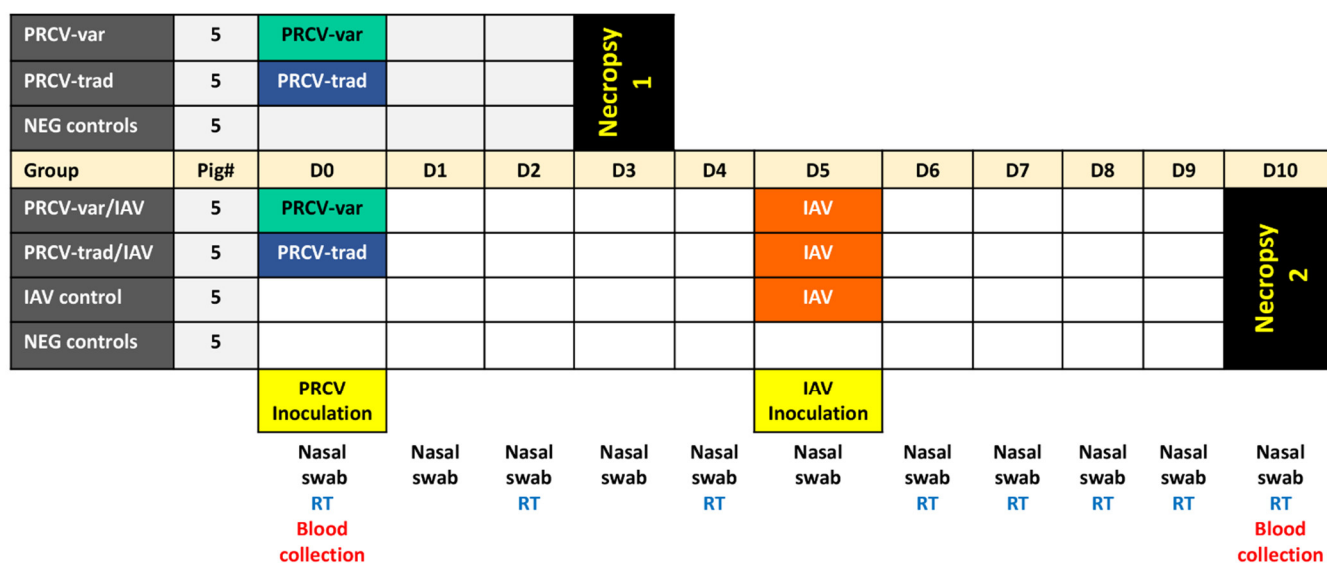 PRCV-var 5 PRCV-var
PRCV-trad 5 PRCV-trad
NEG controls 5
Necropsy
1
Group Pig# D0 D1 D2 D3 D4 D5 D6 D7 D8 D9 D10
PRCV-var/IAV 5 PRCV-var IAV
PRCV-trad/IAV 5 PRCV-trad IAV
IAV control 5 IAV
NEG controls 5
Necropsy
2
PRCV IAV
Inoculation Inoculation
Nasal Nasal Nasal Nasal Nasal Nasal Nasal Nasal Nasal Nasal Nasal
swab swab swab swab swab swab swab swab swab swab swab
RT RT RT RT RT RT RT RT
Blood Blood
collection collection